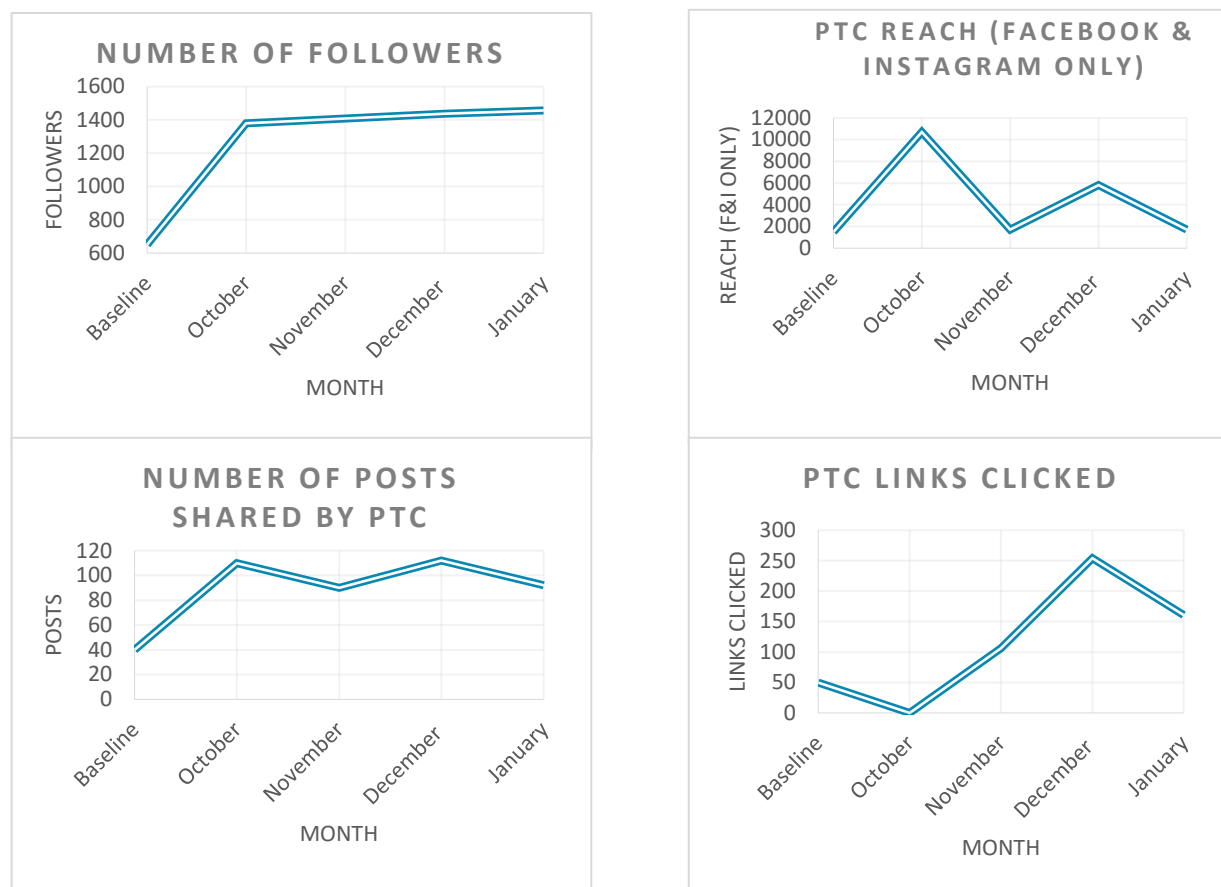 NUMBER OF FOLLOWERS
1600
1400
1200
1000
800
600
FOLLOWERS
Baseline
October
November
December
January
MONTH
PTC REACH (FACEBOOK &
INSTAGRAM ONLY)
12000
10000
8000
6000
4000
2000
0
REACH (F&I ONLY)
Baseline
October
November
December
January
MONTH
NUMBER OF POSTS
SHARED BY PTC
120
100
80
60
40
20
0
POSTS
Baseline
October
November
December
January
MONTH
PTC LINKS CLICKED
300
250
200
150
100
50
0
LINKS CLICKED
Baseline
October
November
December
January
MONTH